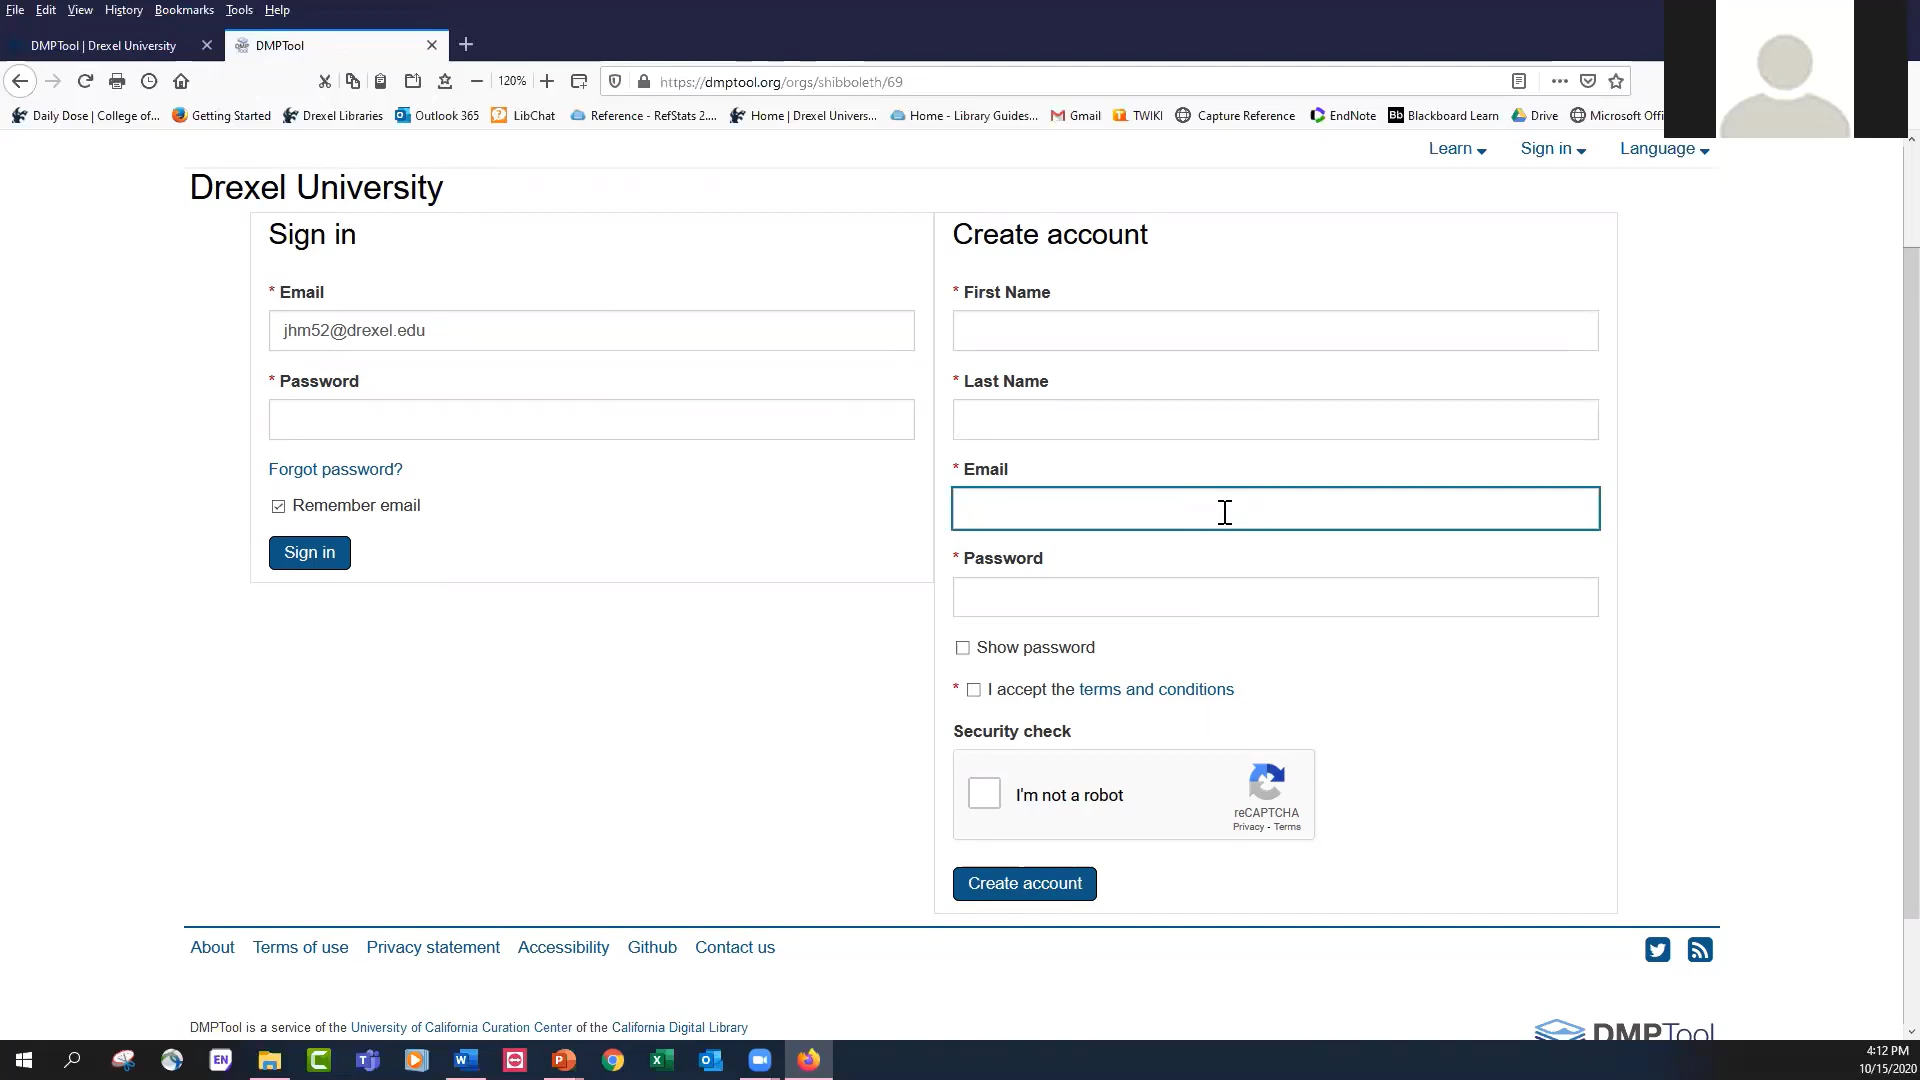 File Edit View History Bookmarks Tools Help
DMPTool | Drexel University
DMPTool
120%
https://dmptool.org/orgs/shibboleth/69
Daily Dose | College of...
Getting Started
Drexel Libraries
Outlook 365
LibChat
Reference - RefStats 2....
Home | Drexel Univers...
Home - Library Guides...
Gmail
TWIKI
Capture Reference
EndNote
Bb Blackboard Learn
Drive
Microsoft Offi
Learn Sign in Language
Drexel University
Sign in
* Email
jhm52@drexel.edu
* Password
Forgot password?
Remember email
Sign in
Create account
* First Name
* Last Name
* Email
* Password
Show password
* I accept the terms and conditions
Security check
I'm not a robot
reCAPTCHA
Privacy - Terms
Create account
About Terms of use Privacy statement Accessibility Github Contact us
DMPTool is a service of the University of California Curation Center of the California Digital Library
DMPTool
EN
4:12 PM
10/15/2020